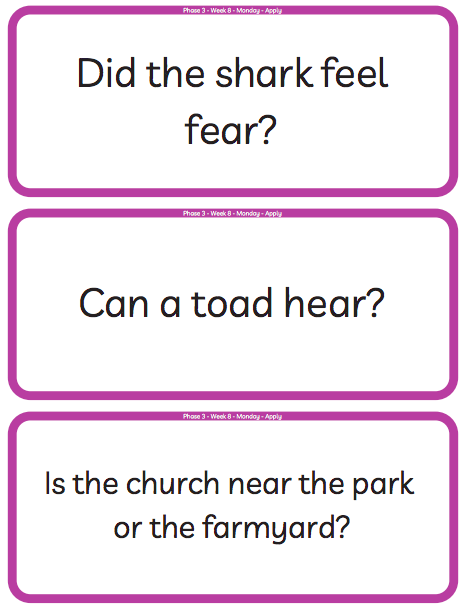 Phase 3 - Week 8 - Monday - Apply
Did the shark feel
fear?
Phase 3 - Week 8 - Monday - Apply
Can a toad hear?
Phase 3 - Week 8 - Monday - Apply
Is the church near the park
or the farmyard?